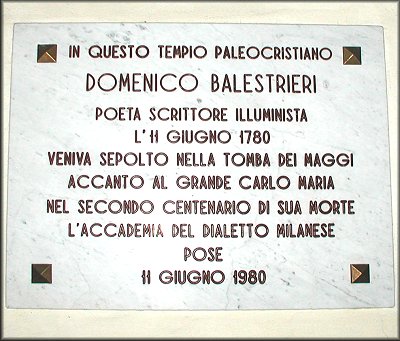 IN QUESTO TEMPIO PALEOCRISTIANO
DOMENICO BALESTRIERI
POETA SCRITTORE ILLUMINISTA
L'11 GIUGNO 1780
VENIVA SEPOLTO NELLA TOMBA DEI MAGGI
ACCANTO AL GRANDE CARLO MARIA
NEL SECONDO CENTENARIO DI SUA MORTE
L'ACCADEMIA DEL DIALETTO MILANESE
POSE
11 GIUGNO 1980